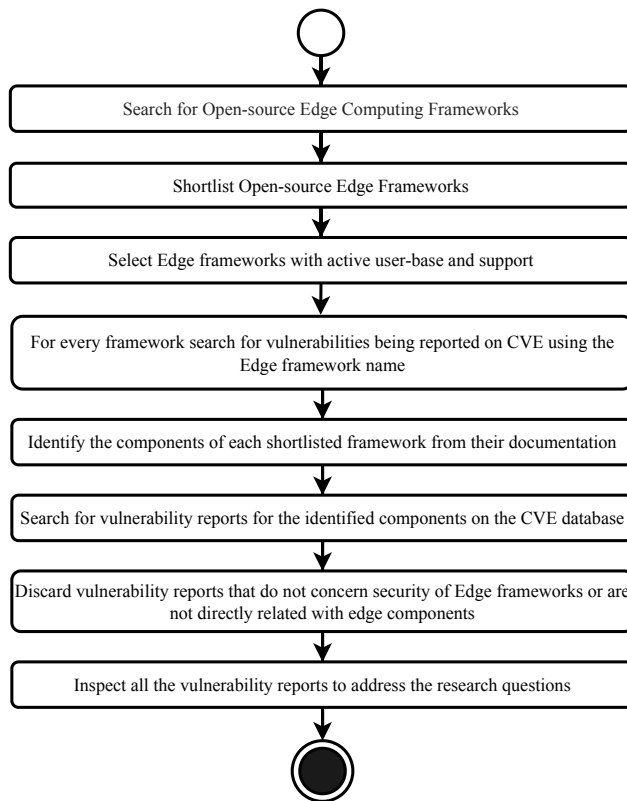 Search for Open-source Edge Computing Frameworks
Shortlist Open-source Edge Frameworks
Select Edge frameworks with active user-base and support
For every framework search for vulnerabilities being reported on CVE using the
Edge framework name
Identify the components of each shortlisted framework from their documentation
Search for vulnerability reports for the identified components on the CVE database
Discard vulnerability reports that do not concern security of Edge frameworks or are
not directly related with edge components
Inspect all the vulnerability reports to address the research questions